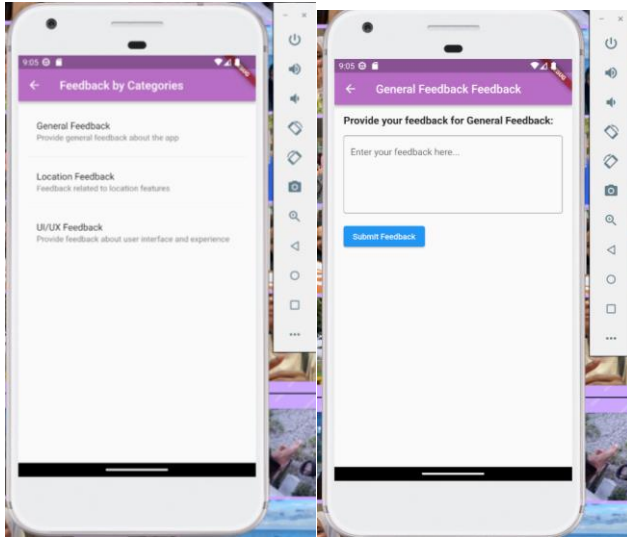 9:05
Feedback by Categories
General Feedback
Provide general feedback about the app
Location Feedback
Feedback related to location features
UI/UX Feedback
Provide feedback about user interface and experience
9:05
General Feedback Feedback
Provide your feedback for General Feedback:
Enter your feedback here...
Submit Feedback